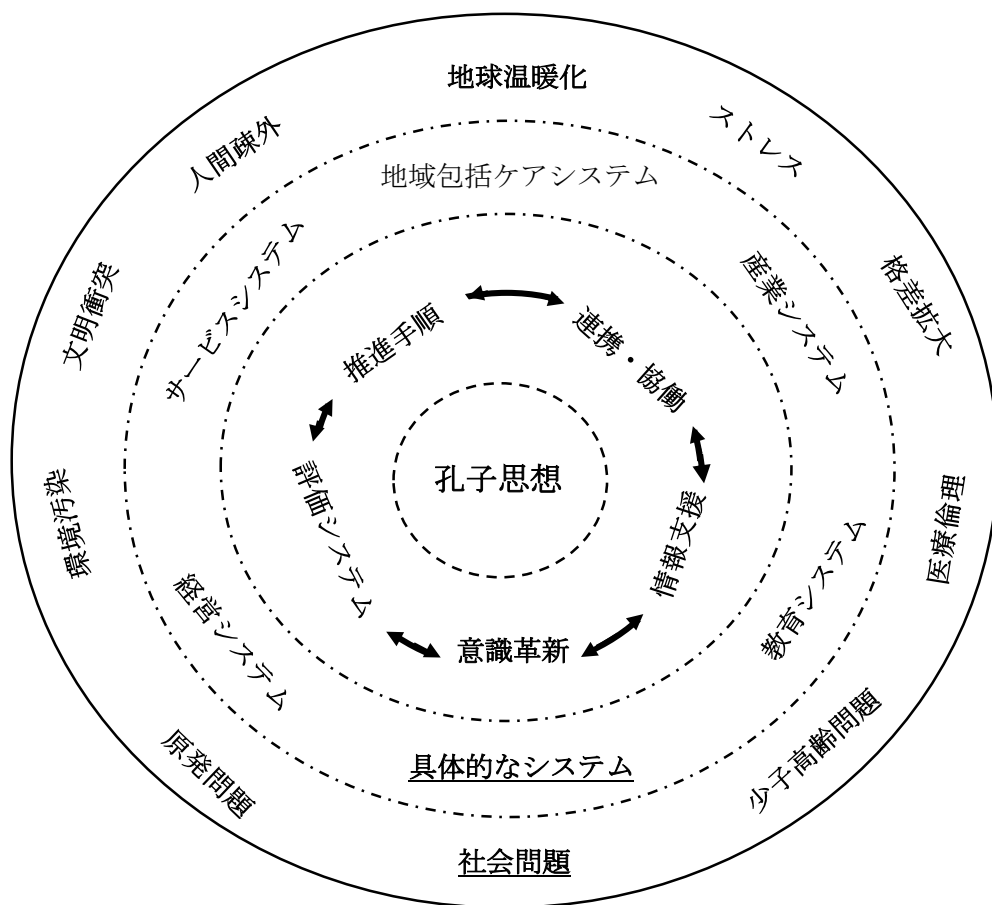 地球温暖化
ストレス
人間疎外
地域包括ケアシステム
サービスシステム
産業システム
格差拡大
文明衝突
推進手順
連携・協働
孔子思想
評価システム
情報支援
環境汚染
医療倫理
経営システム
教育システム
意識革新
原発問題
少子高齢問題
具体的なシステム
社会問題